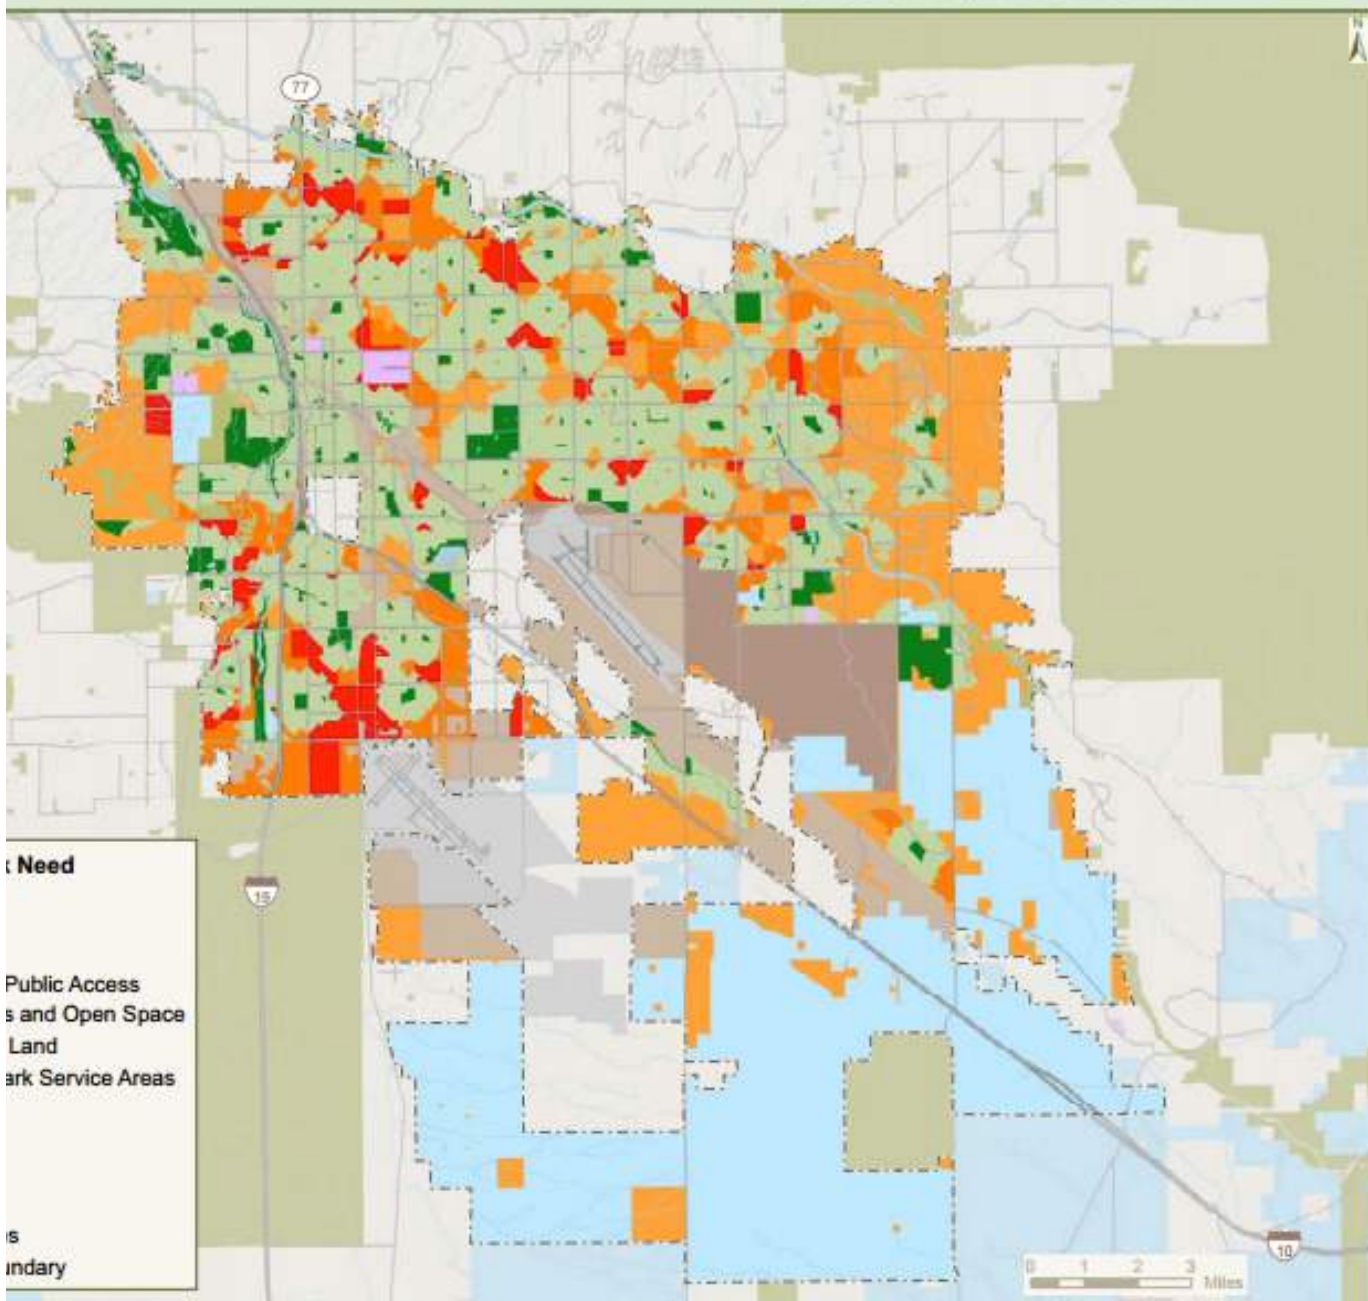 N
77
k Need
19
Public Access
s and Open Space
Land
ark Service Areas
es
undary
0 1 2 3
Miles
10